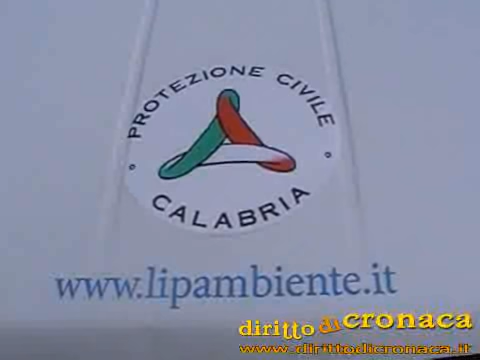 PROTEZIONE CIVILE
CALABRIA
www.lipambiente.it
diritto di cronaca
www.dirittodicronaca.it